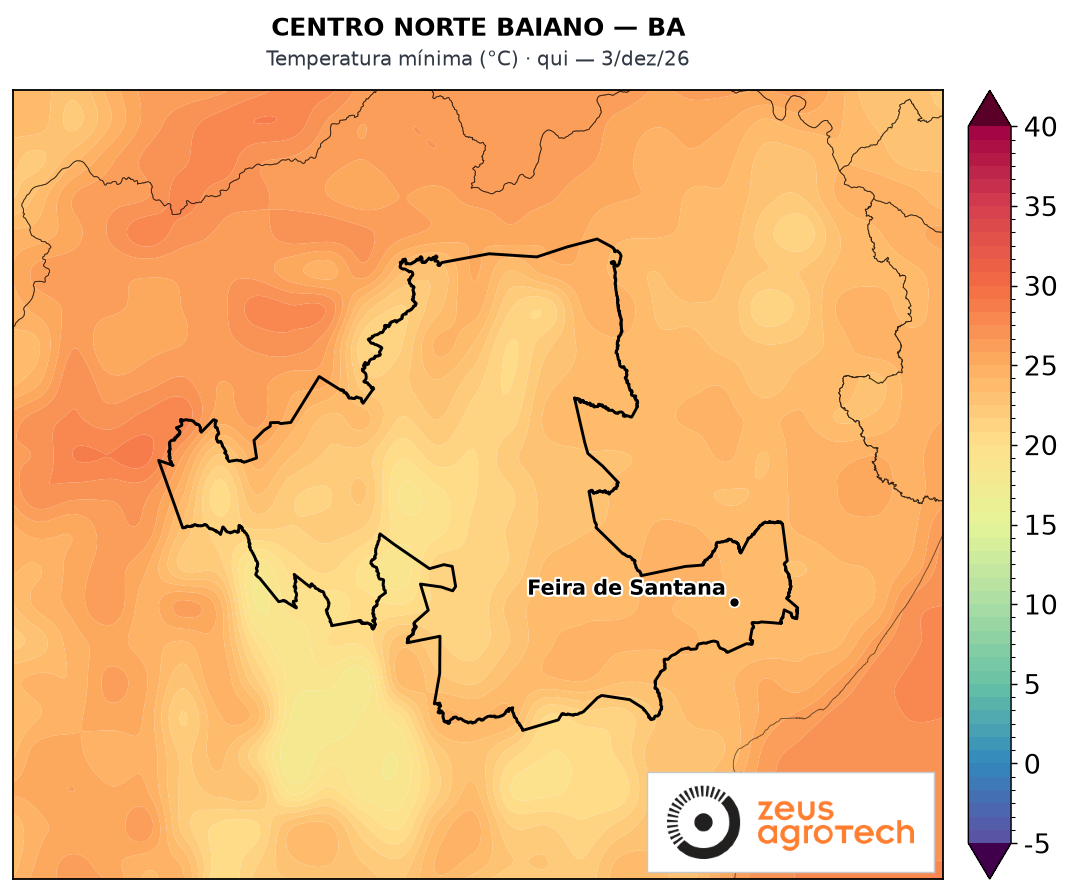 CENTRO NORTE BAIANO — BA
Temperatura mínima (°C) · qui — 3/dez/26
40
35
30
25
20
15
10
5
0
-5
Feira de Santana
zeus
agrotech